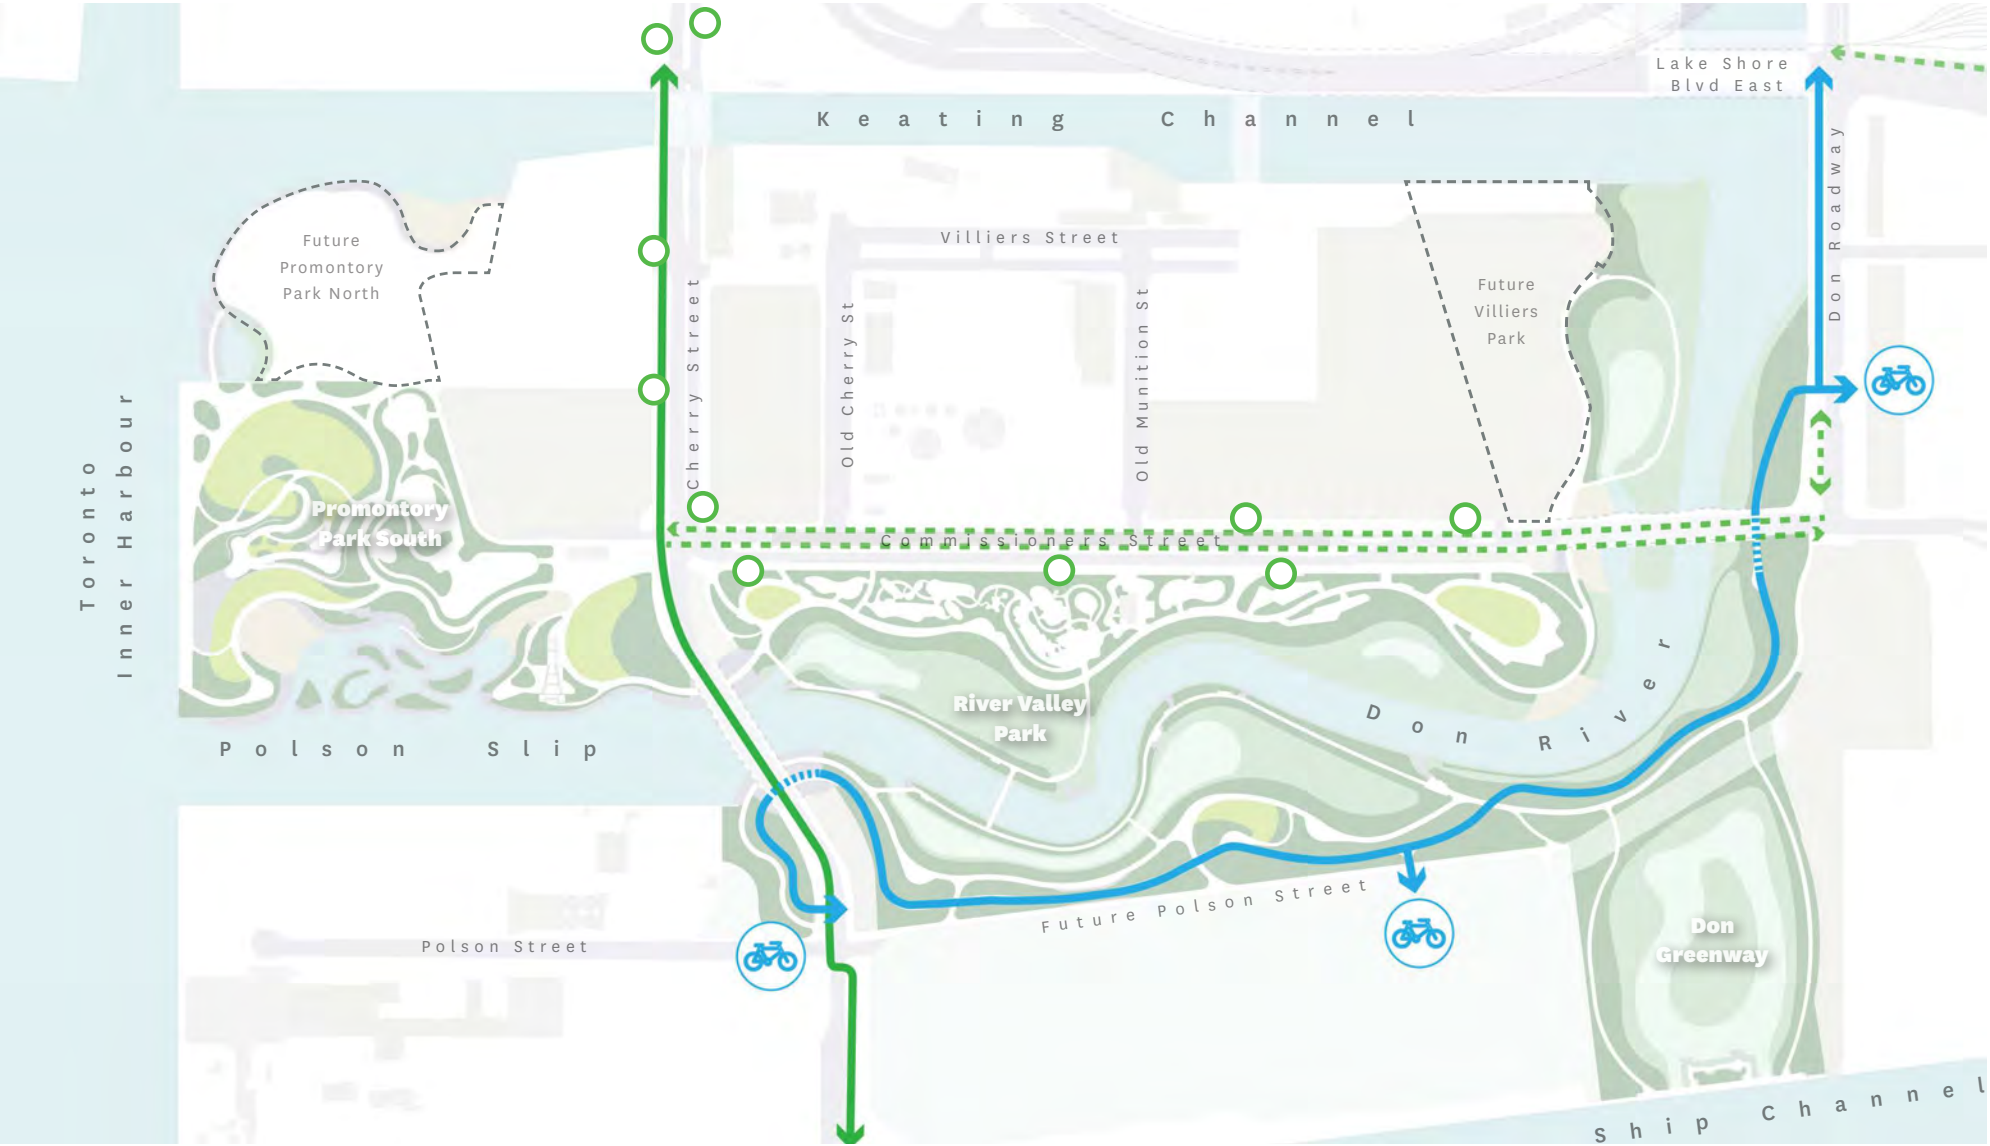 Lake Shore
Blvd East
Keating Channel
Don Roadway
Villiers Street
Future
Promontory
Park North
Future
Villiers
Park
Cherry Street
Old Cherry St
Old Munition St
Toronto
Inner Harbour
Promontory
Park South
Commissioners Street
River Valley
Park
Don River
Polson Slip
Future Polson Street
Polson Street
Don
Greenway
Ship Channel